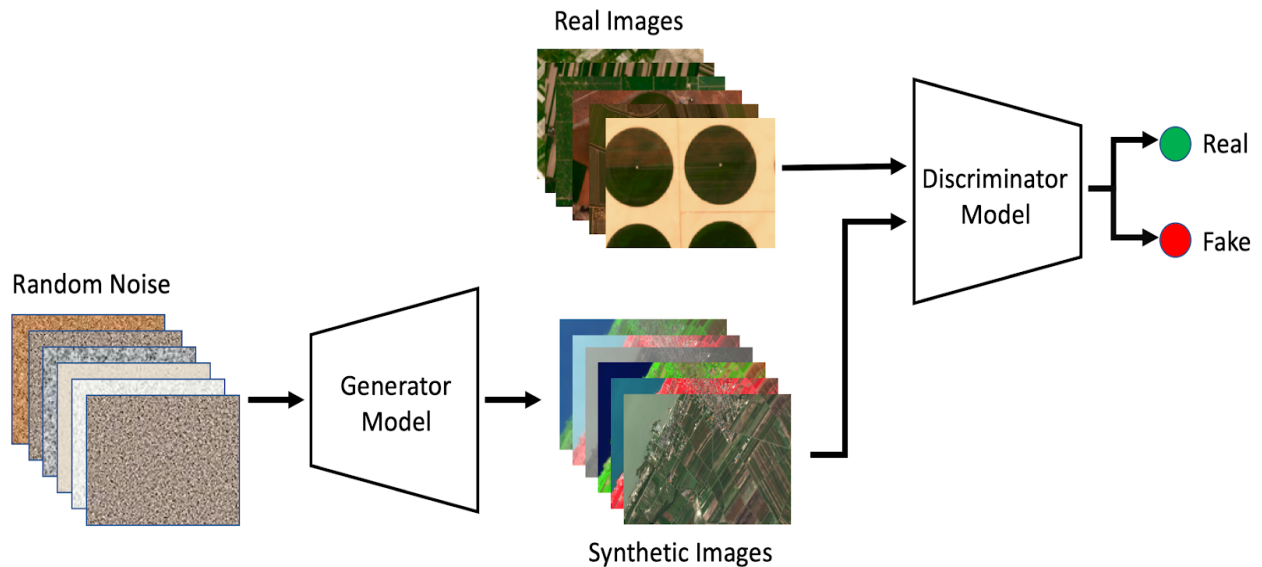 Real Images
Discriminator
Model
Real
Fake
Random Noise
Generator
Model
Synthetic Images